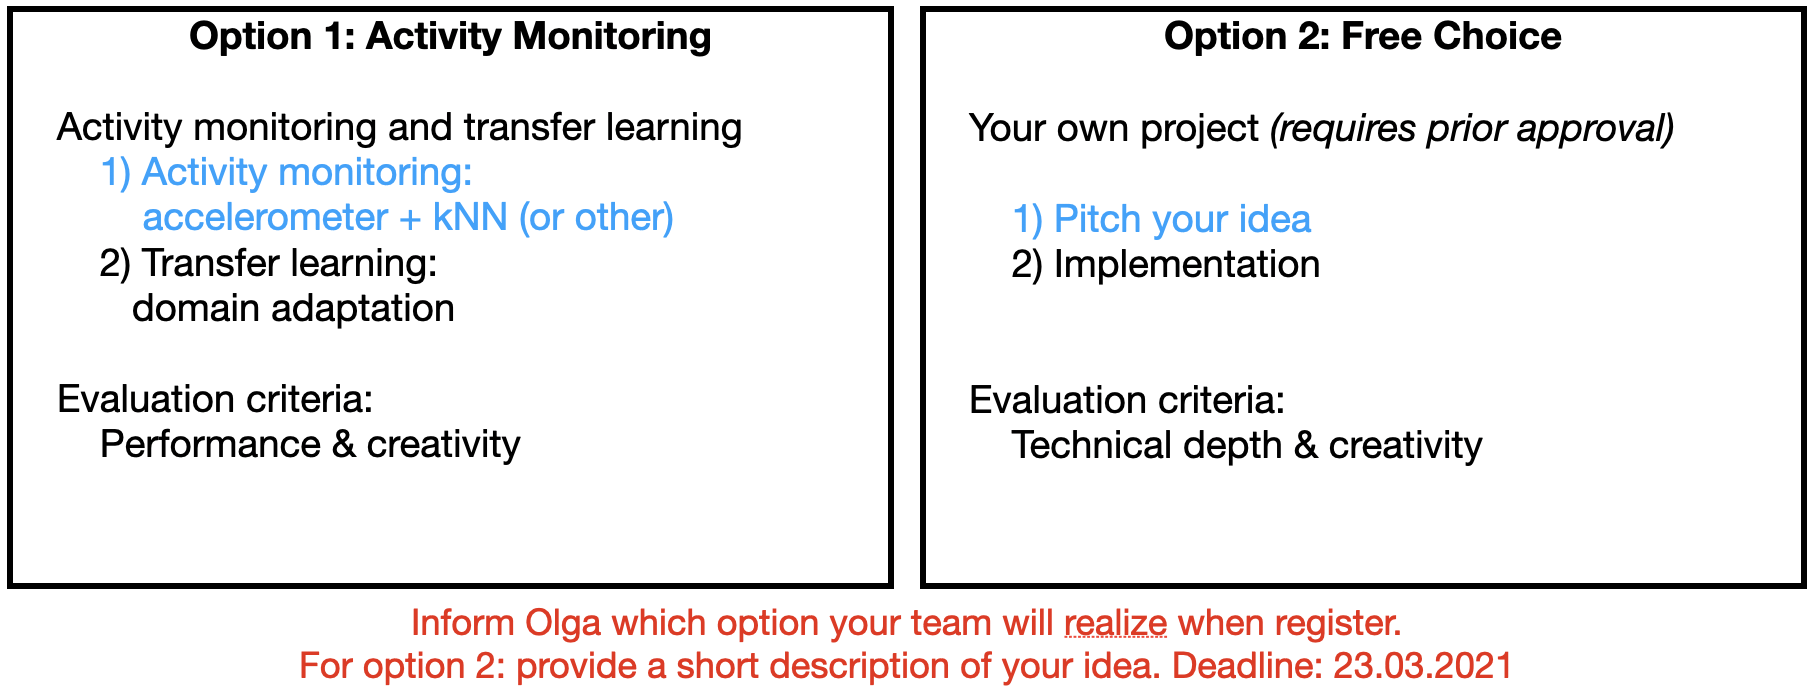 Option 1: Activity Monitoring
Activity monitoring and transfer learning
1) Activity monitoring:
accelerometer + kNN (or other)
2) Transfer learning:
domain adaptation
Evaluation criteria:
Performance & creativity
Option 2: Free Choice
Your own project (requires prior approval)
1) Pitch your idea
2) Implementation
Evaluation criteria:
Technical depth & creativity
Inform Olga which option your team will realize when register.
For option 2: provide a short description of your idea. Deadline: 23.03.2021